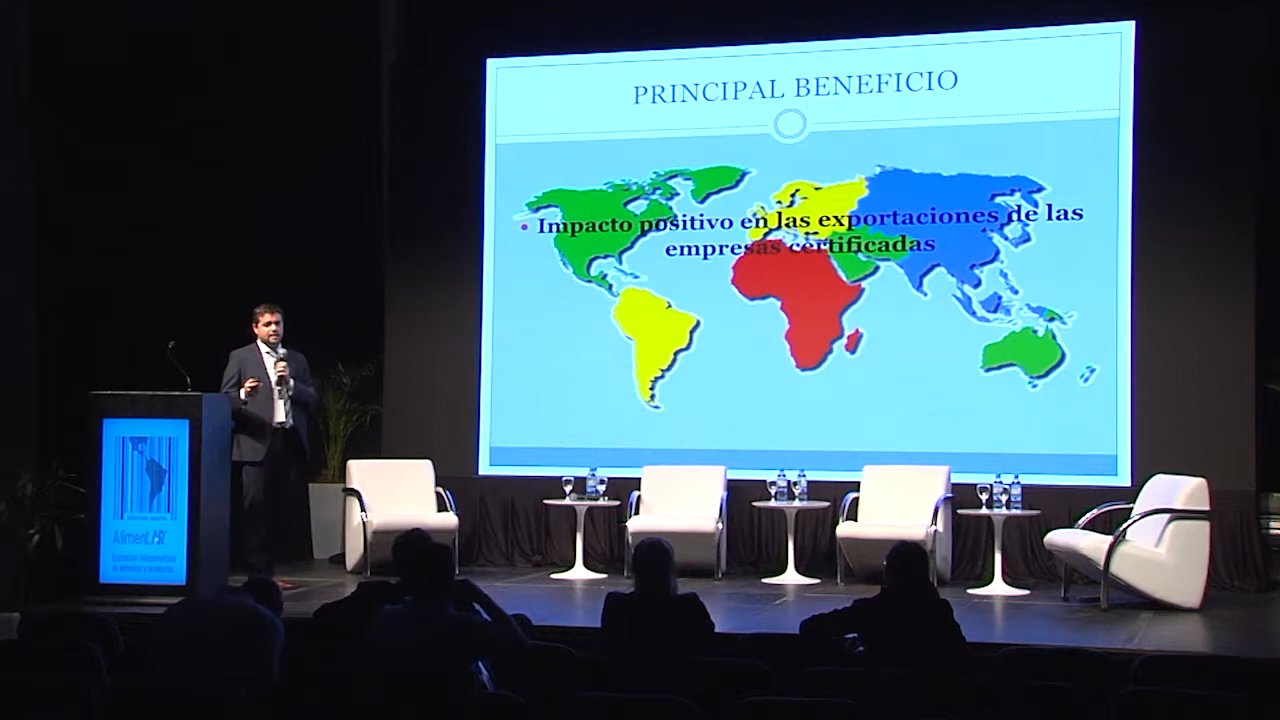 PRINCIPAL BENEFICIO
• Impacto positivo en las exportaciones de las
empresas certificadas
AlimentAR